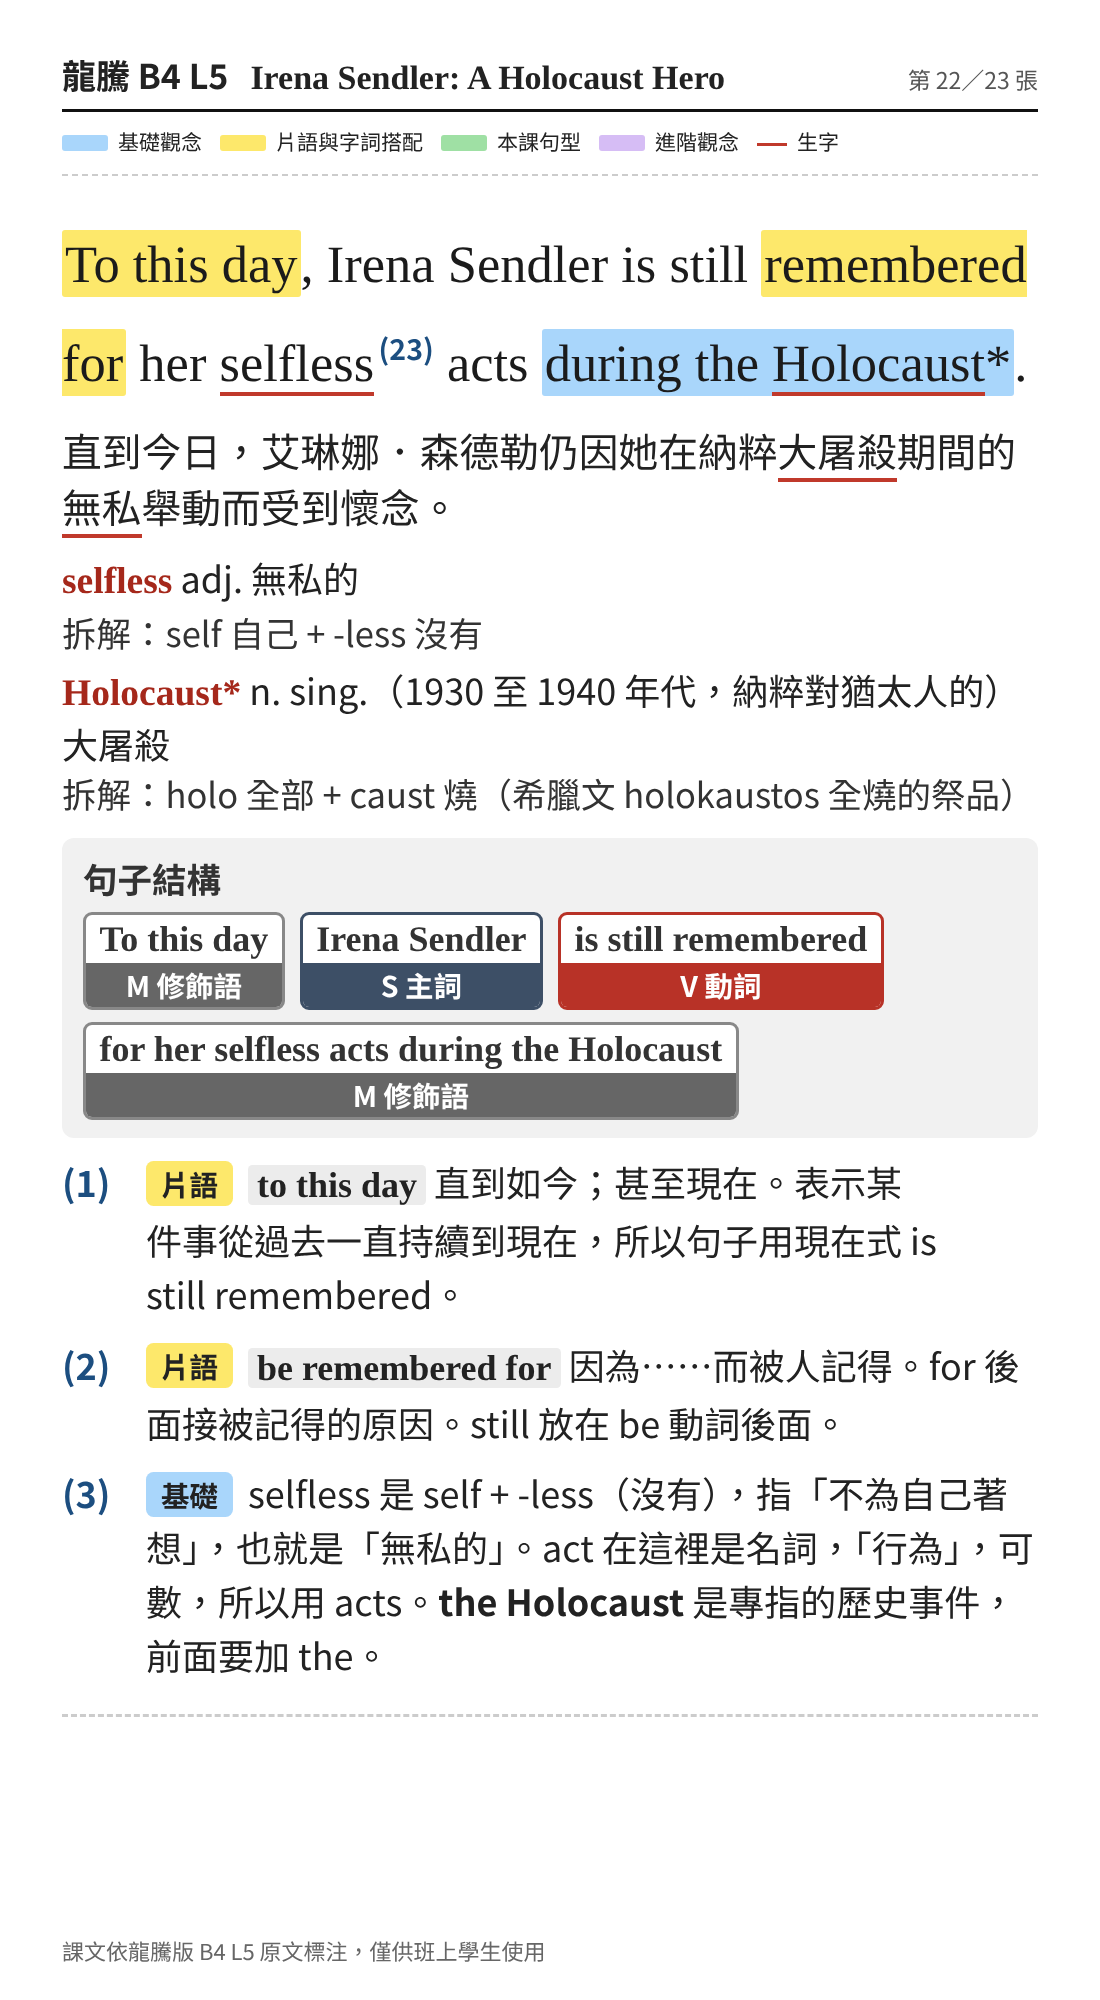 龍騰 B4 L5 Irena Sendler: A Holocaust Hero 第 22／23 張
基礎觀念 片語與字詞搭配 本課句型 進階觀念 生字
To this day, Irena Sendler is still remembered
for her selfless (23) acts during the Holocaust*.
直到今日，艾琳娜．森德勒仍因她在納粹大屠殺期間的
無私舉動而受到懷念。
selfless adj. 無私的
拆解：self 自己 + -less 沒有
Holocaust* n. sing.（1930 至 1940 年代，納粹對猶太人的）
大屠殺
拆解：holo 全部 + caust 燒（希臘文 holokaustos 全燒的祭品）
句子結構
To this day Irena Sendler is still remembered
M 修飾語 S 主詞 V 動詞
for her selfless acts during the Holocaust
M 修飾語
(1) 片語 to this day 直到如今；甚至現在。表示某
件事從過去一直持續到現在，所以句子用現在式 is
still remembered。
(2) 片語 be remembered for 因為……而被人記得。for 後
面接被記得的原因。still 放在 be 動詞後面。
(3) 基礎 selfless 是 self + -less（沒有），指「不為自己著
想」，也就是「無私的」。act 在這裡是名詞，「行為」，可
數，所以用 acts。the Holocaust 是專指的歷史事件，
前面要加 the。
課文依龍騰版 B4 L5 原文標注，僅供班上學生使用